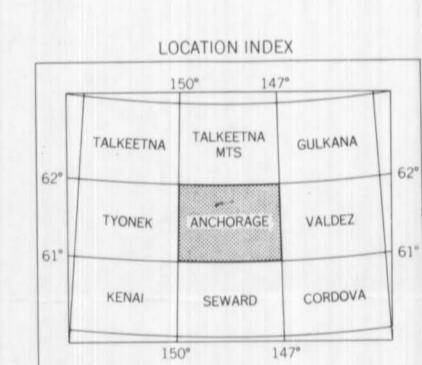 LOCATION INDEX
150° 147°
TALKEETNA TALKEETNA MTS GULKANA
62° 62°
TYONEK ANCHORAGE VALDEZ
61° 61°
KENAI SEWARD CORDOVA
150° 147°